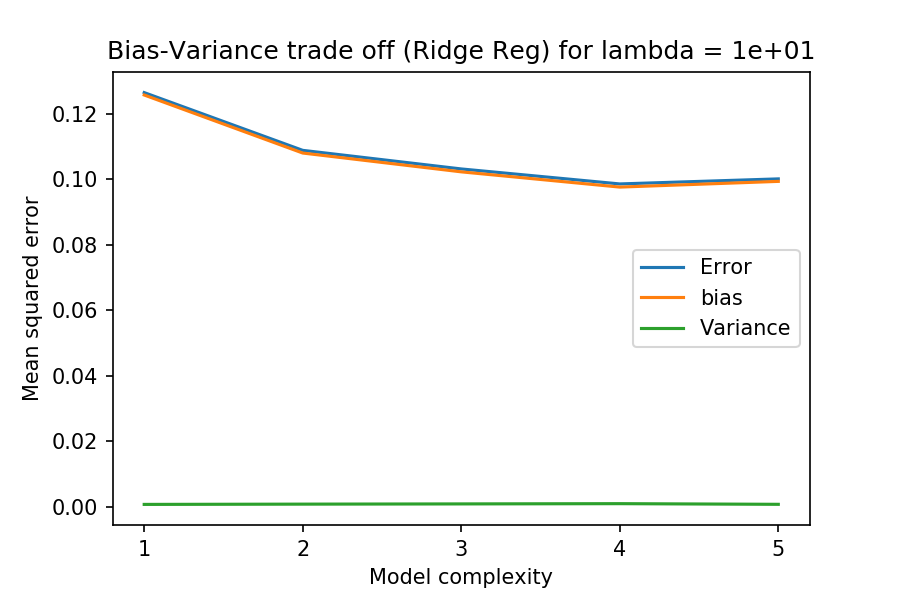 Bias-Variance trade off (Ridge Reg) for lambda = 1e+01
Mean squared error
0.12
0.10
0.08
0.06
0.04
0.02
0.00
Error
bias
Variance
1 2 3 4 5
Model complexity